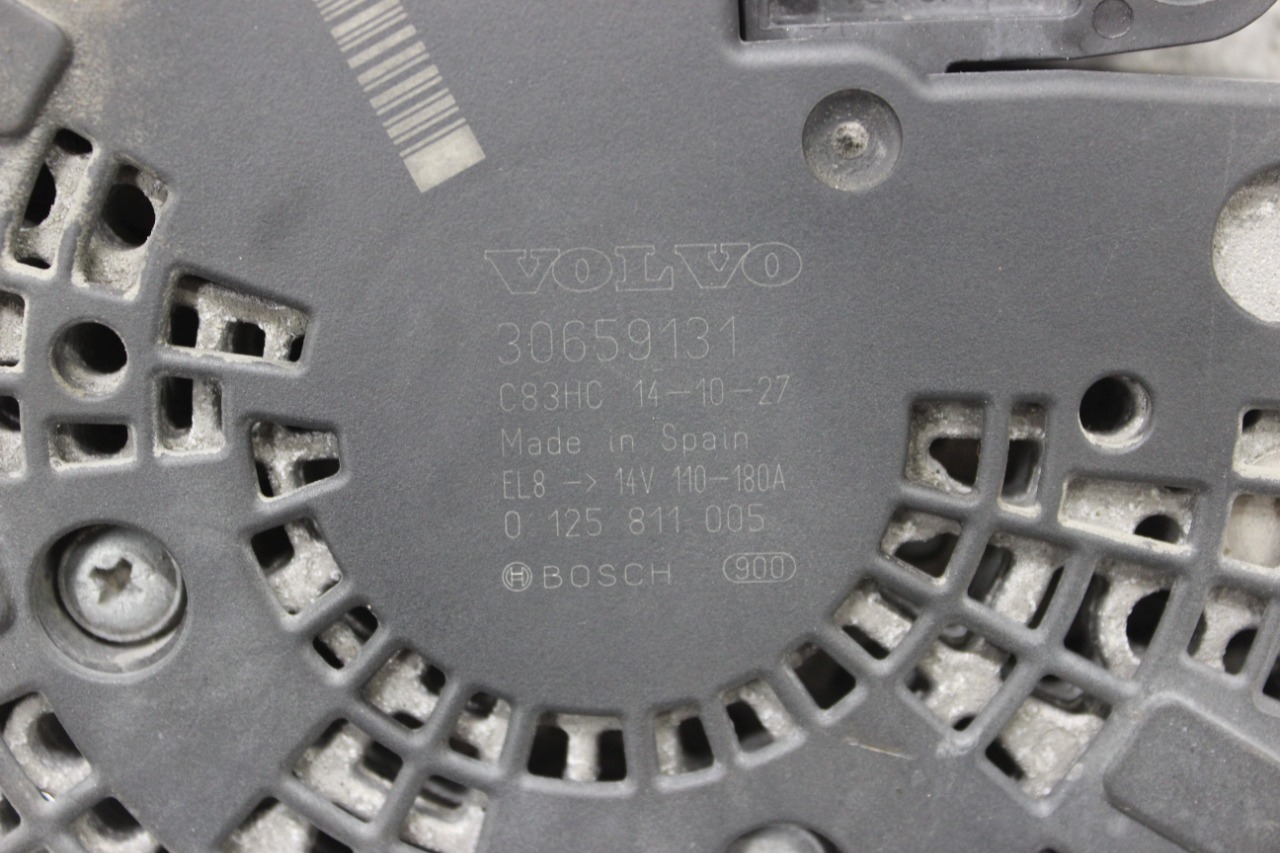 VOLVO
30659131
C83HC 14-10-27
Made in Spain
EL8 -> 14V 110-180A
0 125 811 005
BOSCH 900